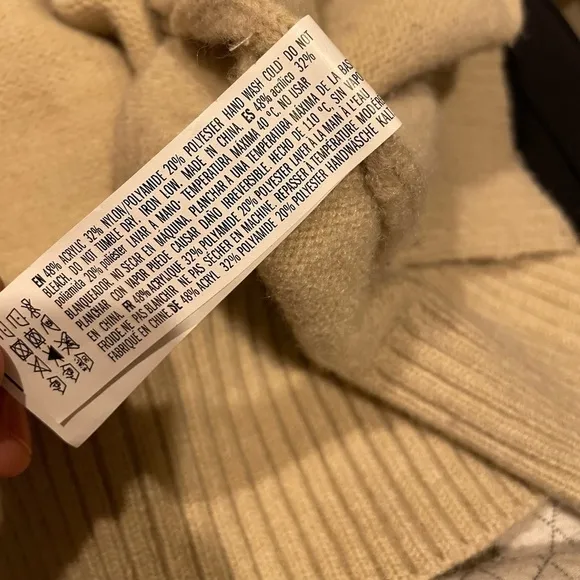 EN 48% ACRYLIC 32% NYLON/POLYAMIDE 20% POLYESTER HAND WASH COLD DO NOT
BLEACH. DO NOT TUMBLE DRY, IRON, LOW. MADE IN CHINA ES 48% acrílico 32%
poliamida 20% poliéster LAVAR A MANO- TEMPERATURA MÁXIMA 40 °C. NO USAR
BLANQUEADOR. NO SECAR EN MAQUINA. PLANCHAR A UNA TEMPERATURA MÁXIMA DE LA BASE
PLANCHAR CON VAPOR PUEDE CAUSAR DAÑO IRREVERSIBLE. HECHO DE 110°C, SIN VAPOR
EN CHINA. FR 48% ACRYLIQUE 32% POLYAMIDE 20% POLYESTER LAVER À LA MAIN À L'EAU
FROIDE. NE PAS BLANCHIR. NE PAS SÉCHER EN MACHINE. REPASSER À TEMPÉRATURE
FABRIQUÉ EN CHINE. DE 48% ACRYL 32% POLYAMIDE 20% POLYESTER HANDWÄSCHE KAL